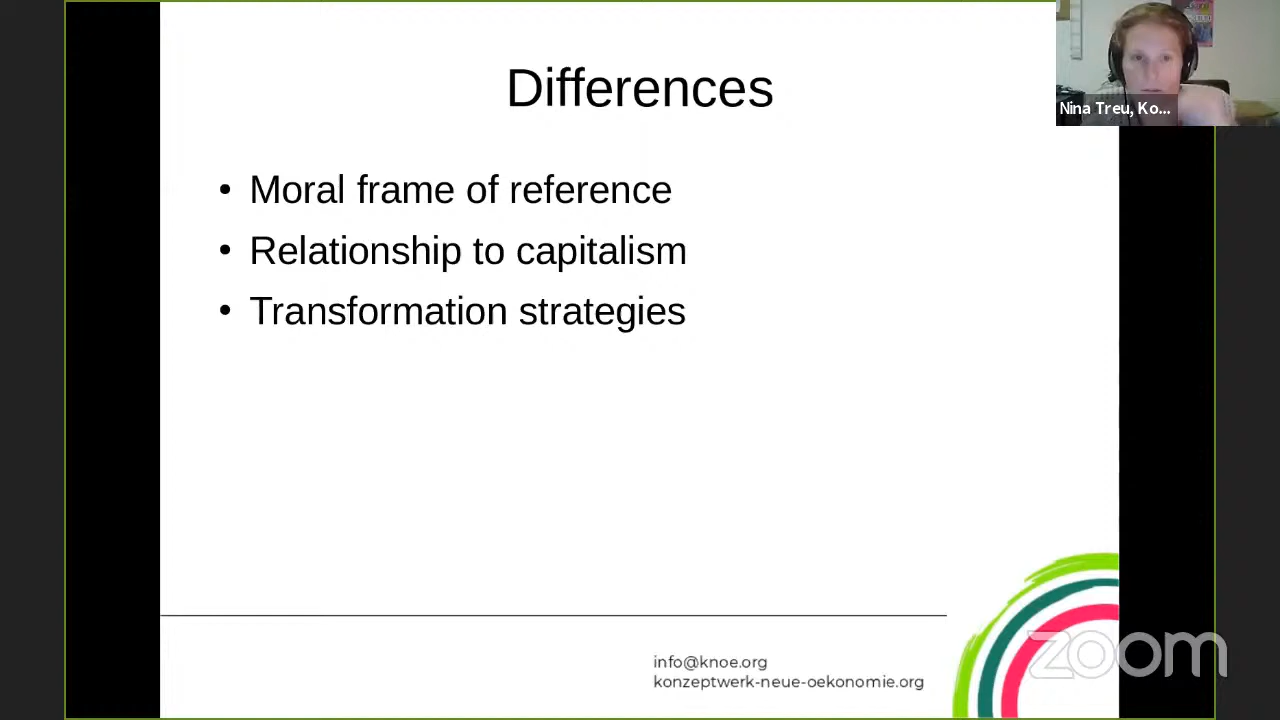 Differences
Nina Treu, Ko...
• Moral frame of reference
• Relationship to capitalism
• Transformation strategies
info@knoe.org
konzeptwerk-neue-oekonomie.org
zoom